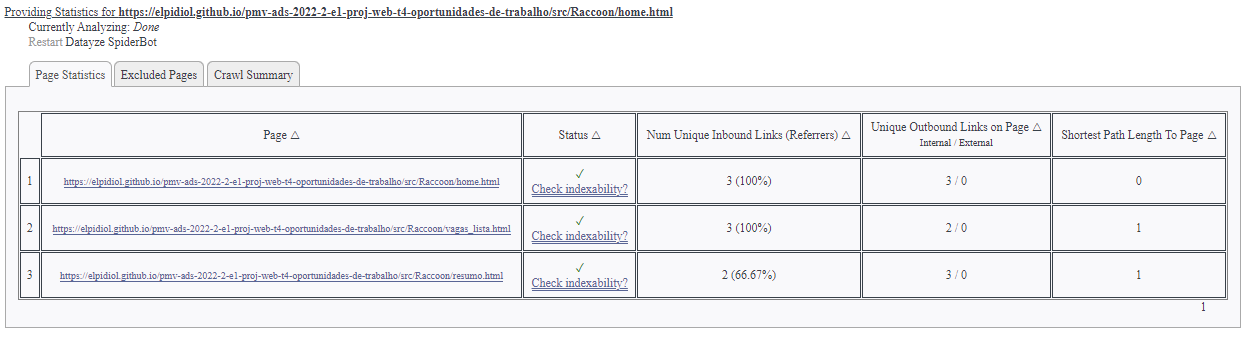 Providing Statistics for https://elpidiol.github.io/pmv-ads-2022-2-e1-proj-web-t4-oportunidades-de-trabalho/src/Raccoon/home.html
Currently Analyzing: Done
Restart Datayze SpiderBot
Page Statistics Excluded Pages Crawl Summary
Page △ Status △ Num Unique Inbound Links (Referrers) △ Unique Outbound Links on Page △ Shortest Path Length To Page △
Internal / External
✓
1 https://elpidiol.github.io/pmv-ads-2022-2-e1-proj-web-t4-oportunidades-de-trabalho/src/Raccoon/home.html 3 (100%) 3 / 0 0
Check indexability?
✓
2 https://elpidiol.github.io/pmv-ads-2022-2-e1-proj-web-t4-oportunidades-de-trabalho/src/Raccoon/vagas_lista.html 3 (100%) 2 / 0 1
Check indexability?
✓
3 https://elpidiol.github.io/pmv-ads-2022-2-e1-proj-web-t4-oportunidades-de-trabalho/src/Raccoon/resumo.html 2 (66.67%) 3 / 0 1
Check indexability?
1